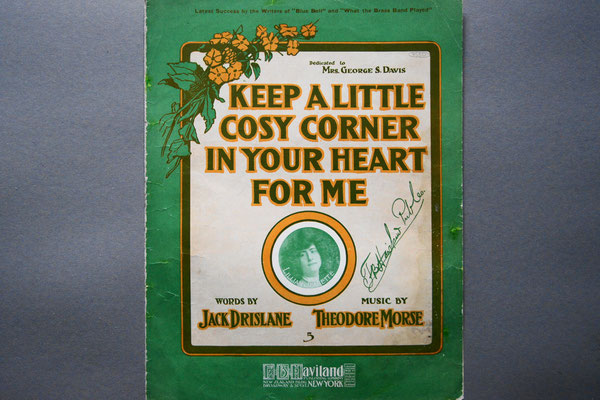 Latest Success by the Writers of "Blue Bell" and "What the Brass Band Played"
Dedicated to
Mrs. George S. Davis
KEEP A LITTLE
COSY CORNER
IN YOUR HEART
FOR ME
WORDS BY
JACK DRISLANE
MUSIC BY
THEODORE MORSE
3
F B Haviland
NEW YORK